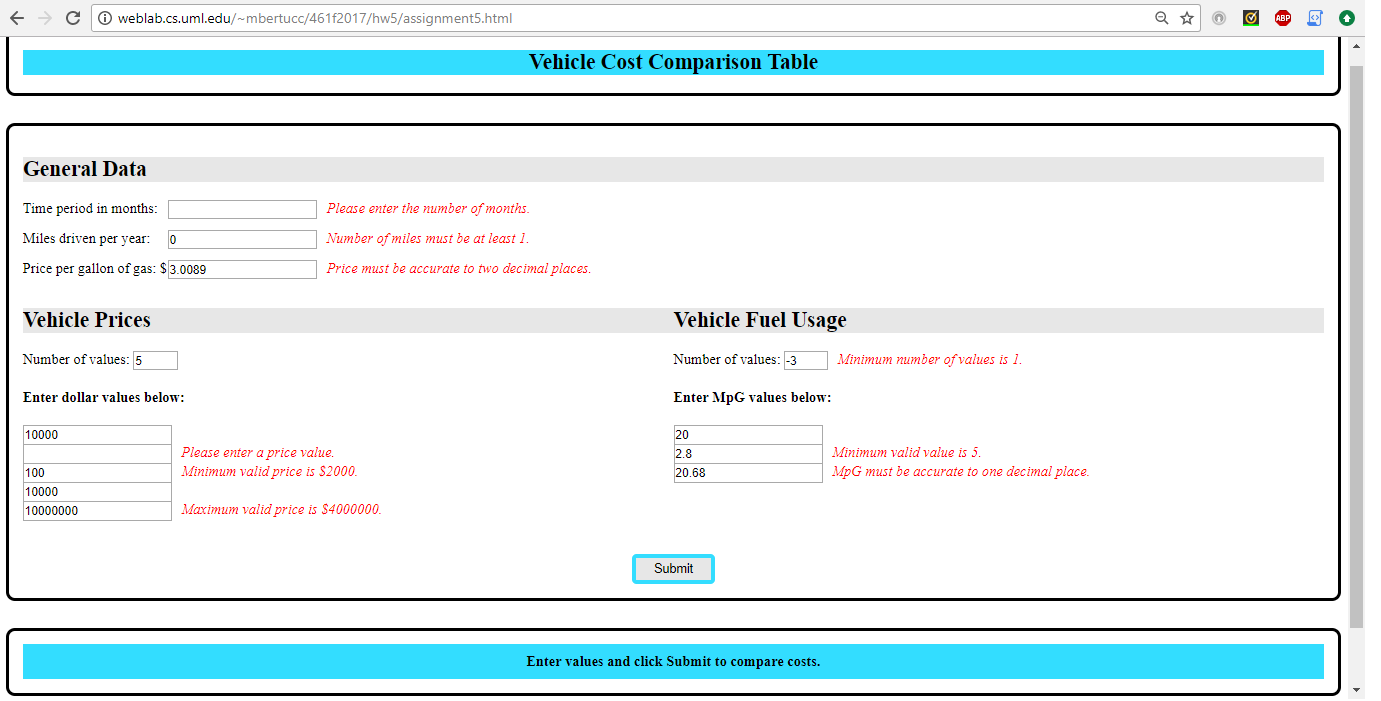 weblab.cs.uml.edu/~mbertucc/461f2017/hw5/assignment5.html
ABP
Vehicle Cost Comparison Table
General Data
Time period in months: Please enter the number of months.
Miles driven per year: 0 Number of miles must be at least 1.
Price per gallon of gas: $ 3.0089 Price must be accurate to two decimal places.
Vehicle Prices
Number of values: 5
Enter dollar values below:
10000
Please enter a price value.
100 Minimum valid price is $2000.
10000
10000000 Maximum valid price is $4000000.
Vehicle Fuel Usage
Number of values: -3 Minimum number of values is 1.
Enter MpG values below:
20
2.8 Minimum valid value is 5.
20.68 MpG must be accurate to one decimal place.
Submit
Enter values and click Submit to compare costs.